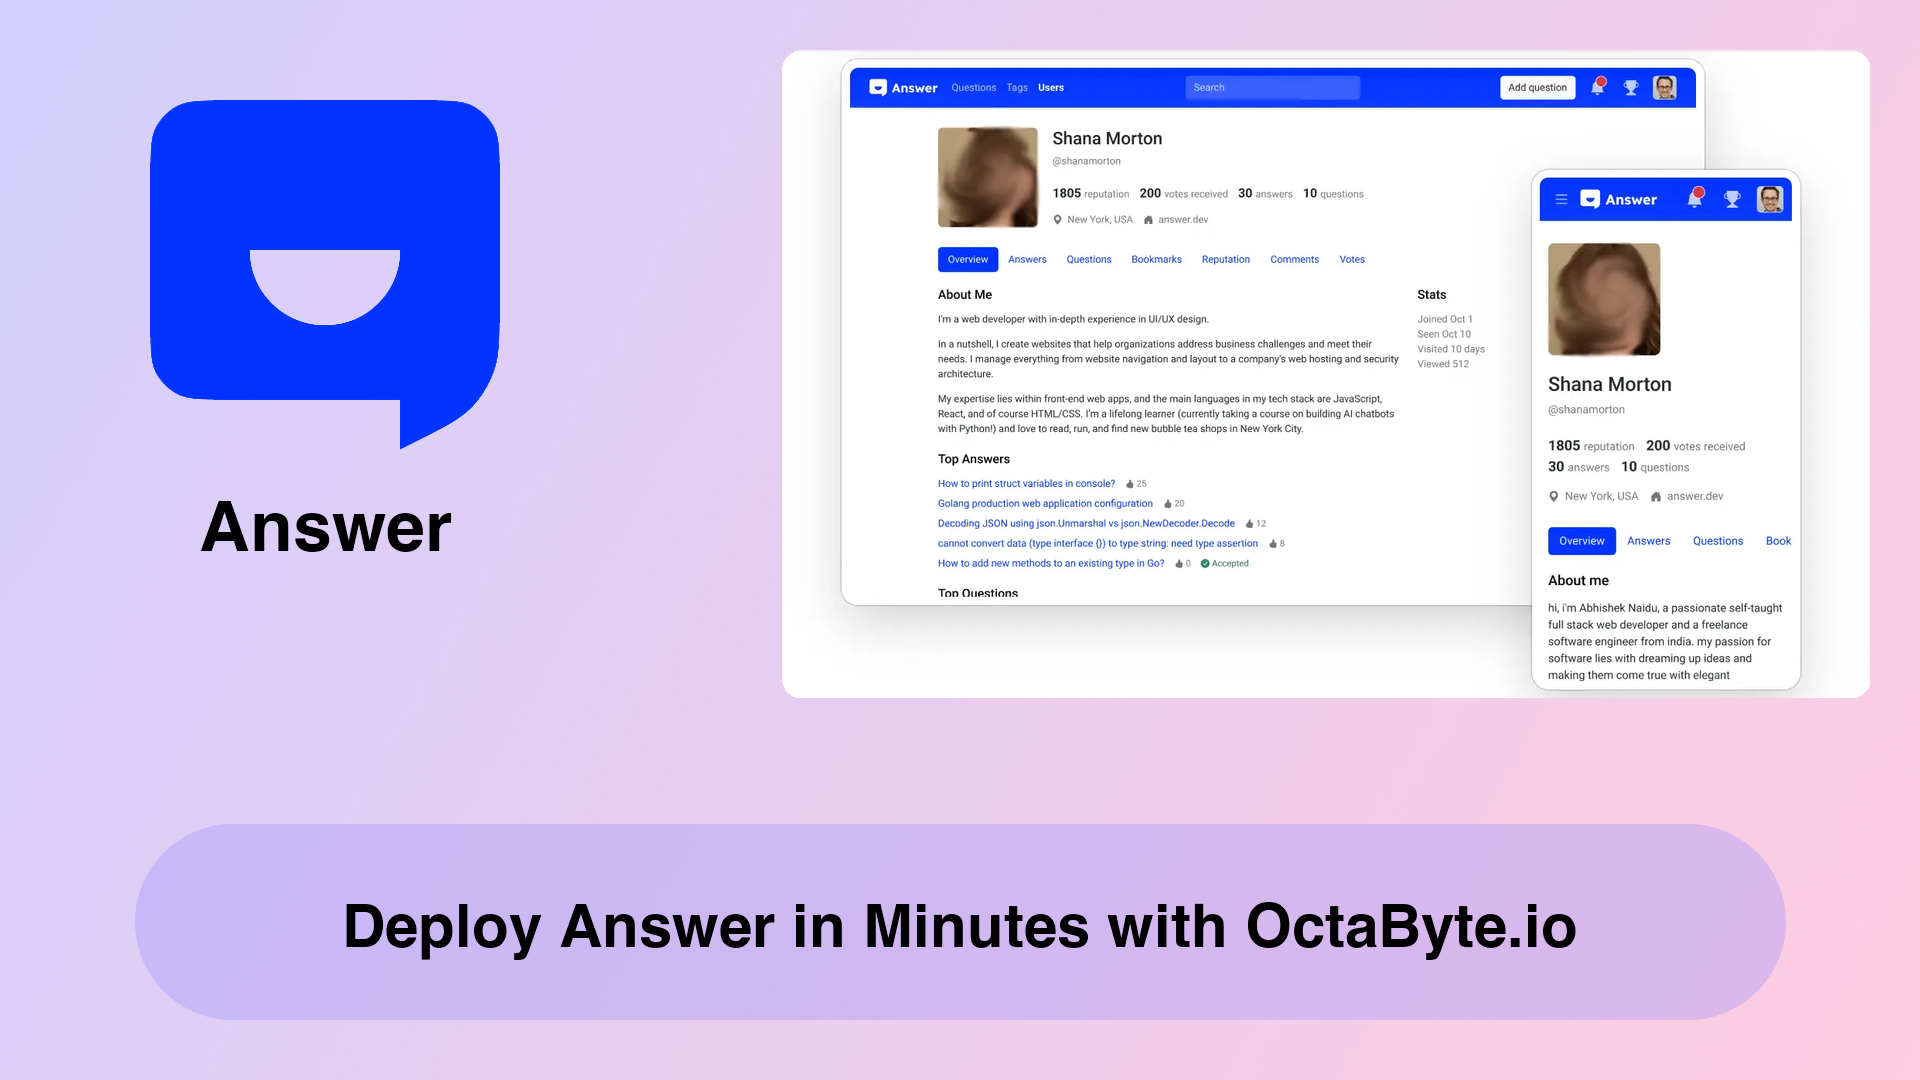 Answer
Answer Questions Tags Users Search Add question
Shana Morton
@shanamorton
1805 reputation 200 votes received 30 answers 10 questions
New York, USA answer.dev
Overview Answers Questions Bookmarks Reputation Comments Votes
About Me
I'm a web developer with in-depth experience in UI/UX design.
In a nutshell, I create websites that help organizations address business challenges and meet their
needs. I manage everything from website navigation and layout to a company's web hosting and security
architecture.
My expertise lies within front-end web apps, and the main languages in my tech stack are JavaScript,
React, and of course HTML/CSS. I'm a lifelong learner (currently taking a course on building AI chatbots
with Python!) and love to read, run, and find new bubble tea shops in New York City.
Top Answers
How to print struct variables in console? 25
Golang production web application configuration 20
Decoding JSON using json.Unmarshal vs json.NewDecoder.Decode 12
cannot convert data (type interface {}) to type string: need type assertion 8
How to add new methods to an existing type in Go? 0 Accepted
Top Questions
Stats
Joined Oct 1
Seen Oct 10
Visited 10 days
Viewed 512
Answer
Shana Morton
@shanamorton
1805 reputation 200 votes received
30 answers 10 questions
New York, USA answer.dev
Overview Answers Questions Book
About me
hi, i'm Abhishek Naidu, a passionate self-taught
full stack web developer and a freelance
software engineer from india. my passion for
software lies with dreaming up ideas and
making them come true with elegant
Deploy Answer in Minutes with OctaByte.io